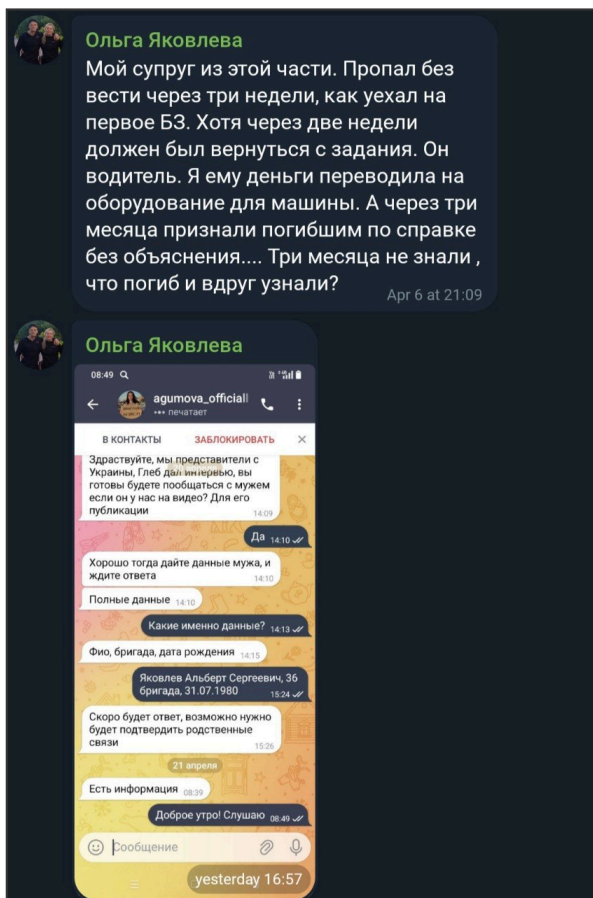 Ольга Яковлева
Мой супруг из этой части. Пропал без
вести через три недели, как уехал на
первое БЗ. Хотя через две недели
должен был вернуться с задания. Он
водитель. Я ему деньги переводила на
оборудование для машины. А через три
месяца признали погибшим по справке
без объяснения.... Три месяца не знали ,
что погиб и вдруг узнали?
Apr 6 at 21:09
Ольга Яковлева
08:49
agumova_officiall
печатает
В КОНТАКТЫ ЗАБЛОКИРОВАТЬ
Здраствуйте, мы представители с
Украины, Глеб дал интервью, вы
готовы будете пообщаться с мужем
если он у нас на видео? Для его
публикации
14:09
Да 14:10
Хорошо тогда дайте данные мужа, и
ждите ответа
14:10
Полные данные 14:10
Какие именно данные? 14:13
Фио, бригада, дата рождения 14:15
Яковлев Альберт Сергеевич, 36
бригада, 31.07.1980
15:24
Скоро будет ответ, возможно нужно
будет подтвердить родственные
связи
15:26
21 апреля
Есть информация 08:39
Доброе утро! Слушаю 08:49
Сообщение
yesterday 16:57